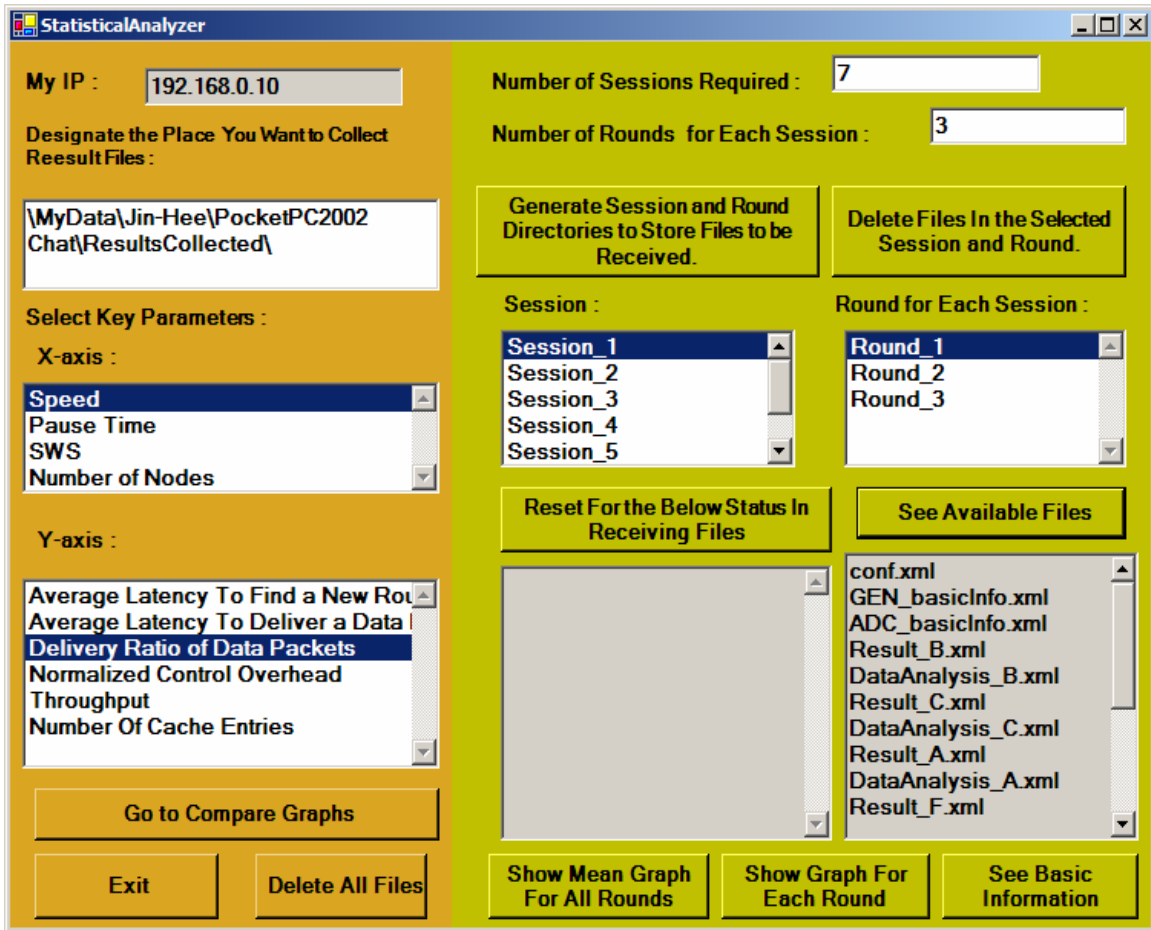 StatisticalAnalyzer
My IP :
192.168.0.10
Designate the Place You Want to Collect
Reesult Files :
\MyData\Jin-Hee\PocketPC2002
Chat\ResultsCollected\
Select Key Parameters :
X-axis :
Speed
Pause Time
SWS
Number of Nodes
Y-axis :
Average Latency To Find a New Rou
Average Latency To Deliver a Data
Delivery Ratio of Data Packets
Normalized Control Overhead
Throughput
Number Of Cache Entries
Go to Compare Graphs
Exit
Delete All Files
Number of Sessions Required :
7
Number of Rounds for Each Session :
3
Generate Session and Round
Directories to Store Files to be
Received.
Delete Files In the Selected
Session and Round.
Session :
Session_1
Session_2
Session_3
Session_4
Session_5
Round for Each Session :
Round_1
Round_2
Round_3
Reset For the Below Status In
Receiving Files
See Available Files
conf.xml
GEN_basicInfo.xml
ADC_basicInfo.xml
Result_B.xml
DataAnalysis_B.xml
Result_C.xml
DataAnalysis_C.xml
Result_A.xml
DataAnalysis_A.xml
Result_F.xml
Show Mean Graph
For All Rounds
Show Graph For
Each Round
See Basic
Information